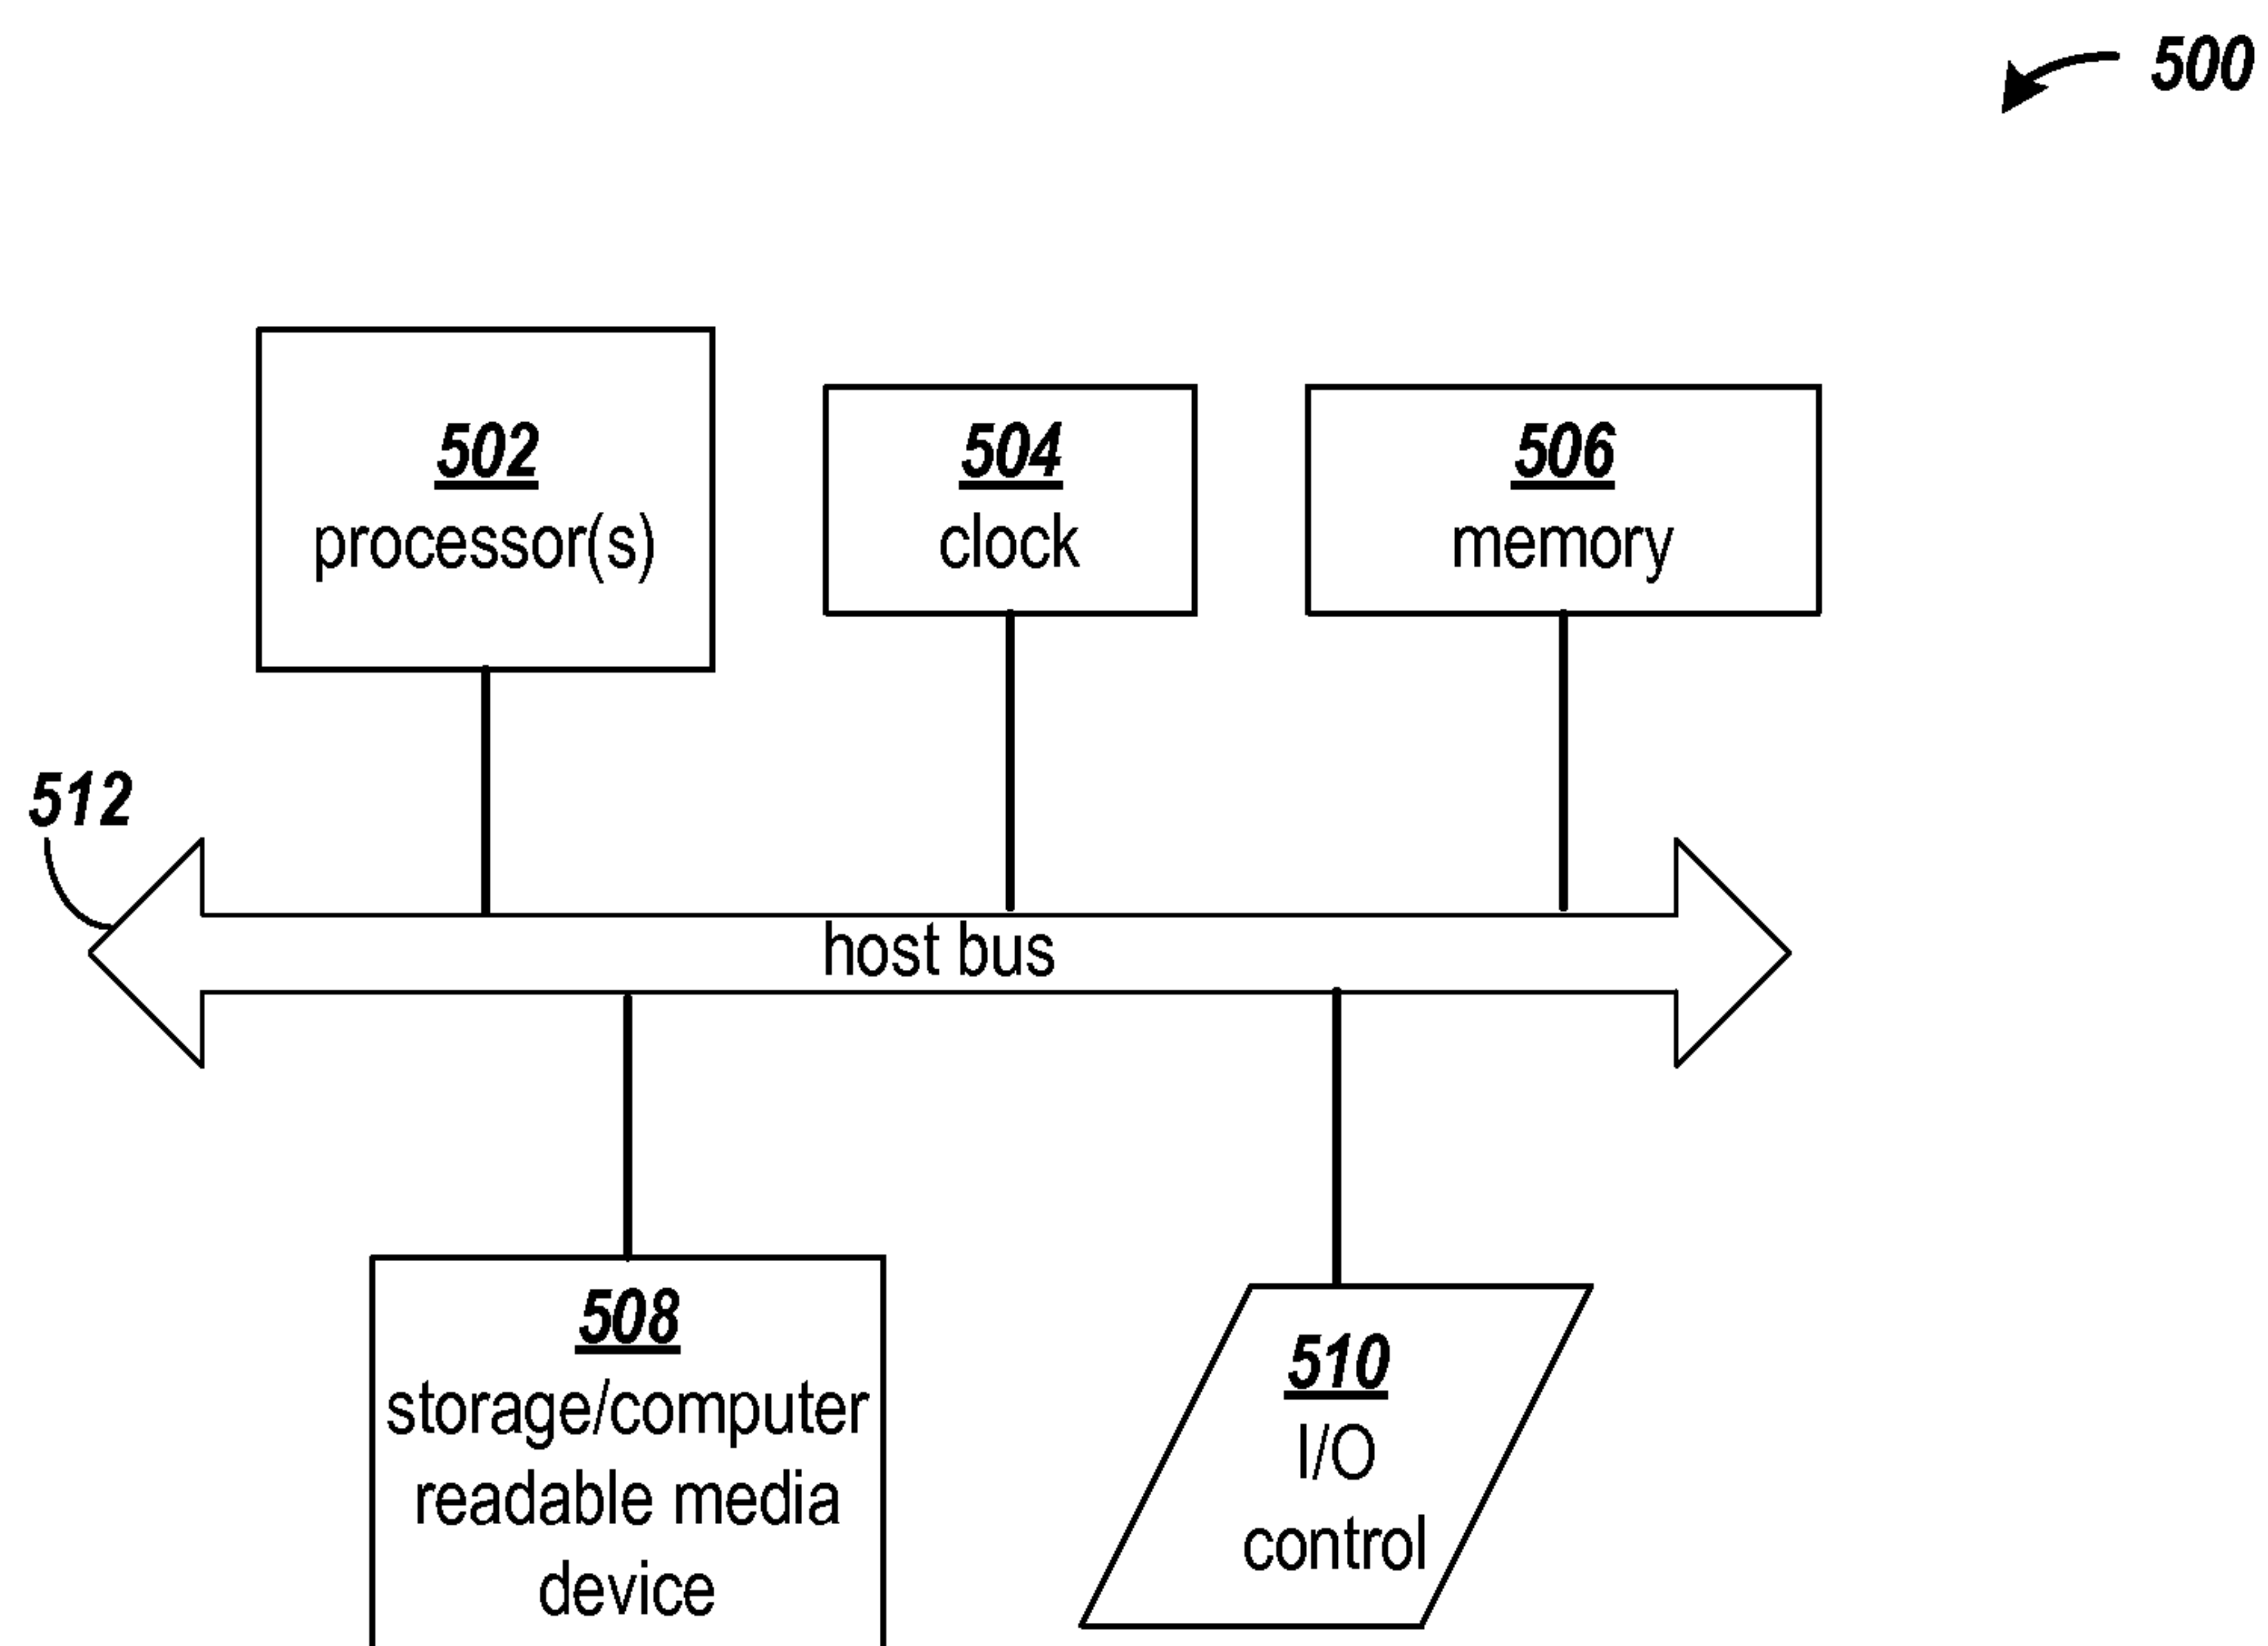 500
502
processor(s)
504
clock
506
memory
512
host bus
508
storage/computer
readable media
device
510
I/O
control